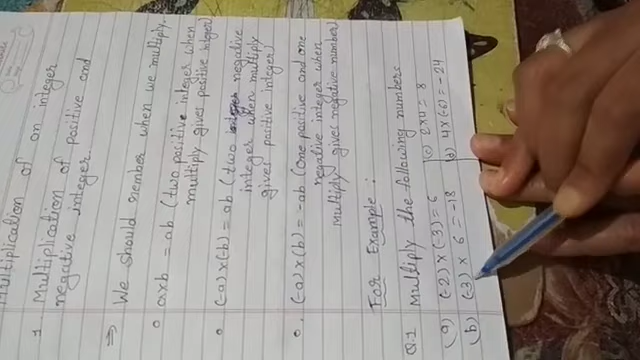 Multiplication of an integer
1 Multiplication of positive and
negative integer.
⇒ We should remember when we multiply.
• axb = ab (two positive integer when
multiply gives positive integer)
• (-a)x(-b) = ab (two negative
integer when multiply
gives positive integer)
•. (-a)x(b) = -ab (one positive and one
negative integer when
multiply gives negative number)
For Example :
Q.1 Multiply the following numbers
(a) (-2) x (-3) = 6
(b) (-3) x 6 = -18
(c) 2x4 = 8
(d) 4x(-6) = -24